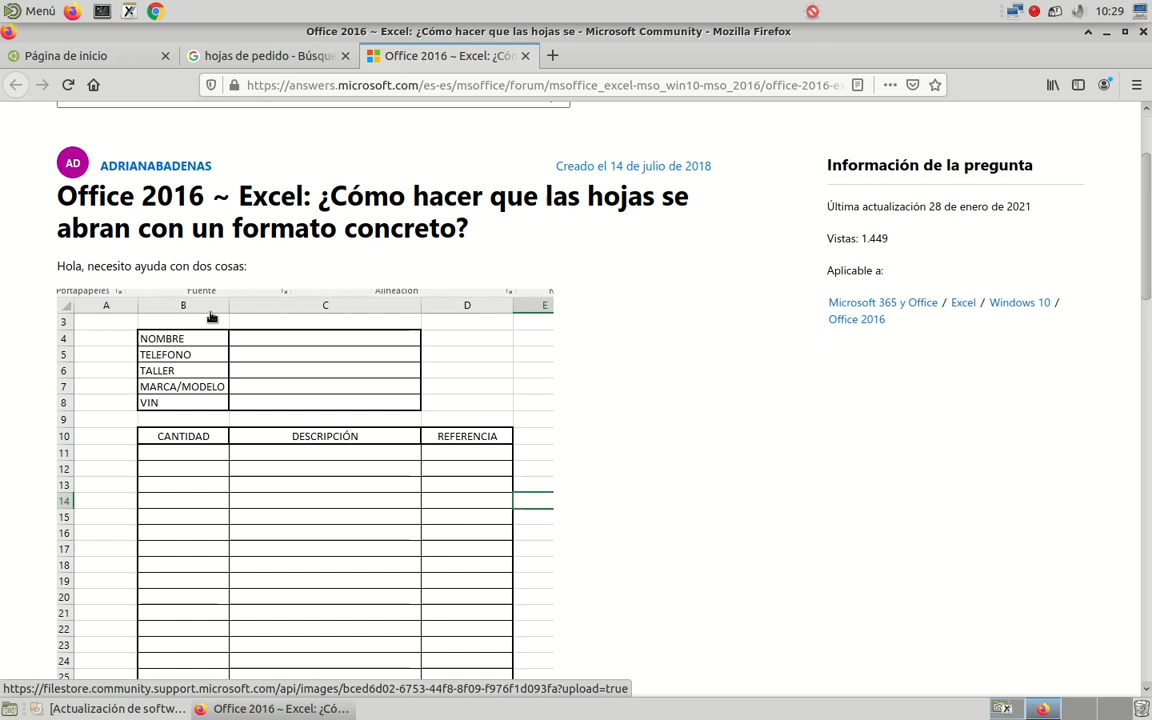 Menú
10:29
Office 2016 ~ Excel: ¿Cómo hacer que las hojas se - Microsoft Community - Mozilla Firefox
Página de inicio
hojas de pedido - Búsque
Office 2016 ~ Excel: ¿Cón
https://answers.microsoft.com/es-es/msoffice/forum/msoffice_excel-mso_win10-mso_2016/office-2016-ex
AD
ADRIANABADENAS
Creado el 14 de julio de 2018
Office 2016 ~ Excel: ¿Cómo hacer que las hojas se
abran con un formato concreto?
Hola, necesito ayuda con dos cosas:
Información de la pregunta
Última actualización 28 de enero de 2021
Vistas: 1.449
Aplicable a:
Microsoft 365 y Office / Excel / Windows 10 /
Office 2016
Portapapeles Fuente Alineación
A B C D E
3
4 NOMBRE
5 TELEFONO
6 TALLER
7 MARCA/MODELO
8 VIN
9
10 CANTIDAD DESCRIPCIÓN REFERENCIA
11
12
13
14
15
16
17
18
19
20
21
22
23
24
25
https://filestore.community.support.microsoft.com/api/images/bced6d02-6753-44f8-8f09-f976f1d093fa?upload=true
[Actualización de softw...
Office 2016 ~ Excel: ¿Có...